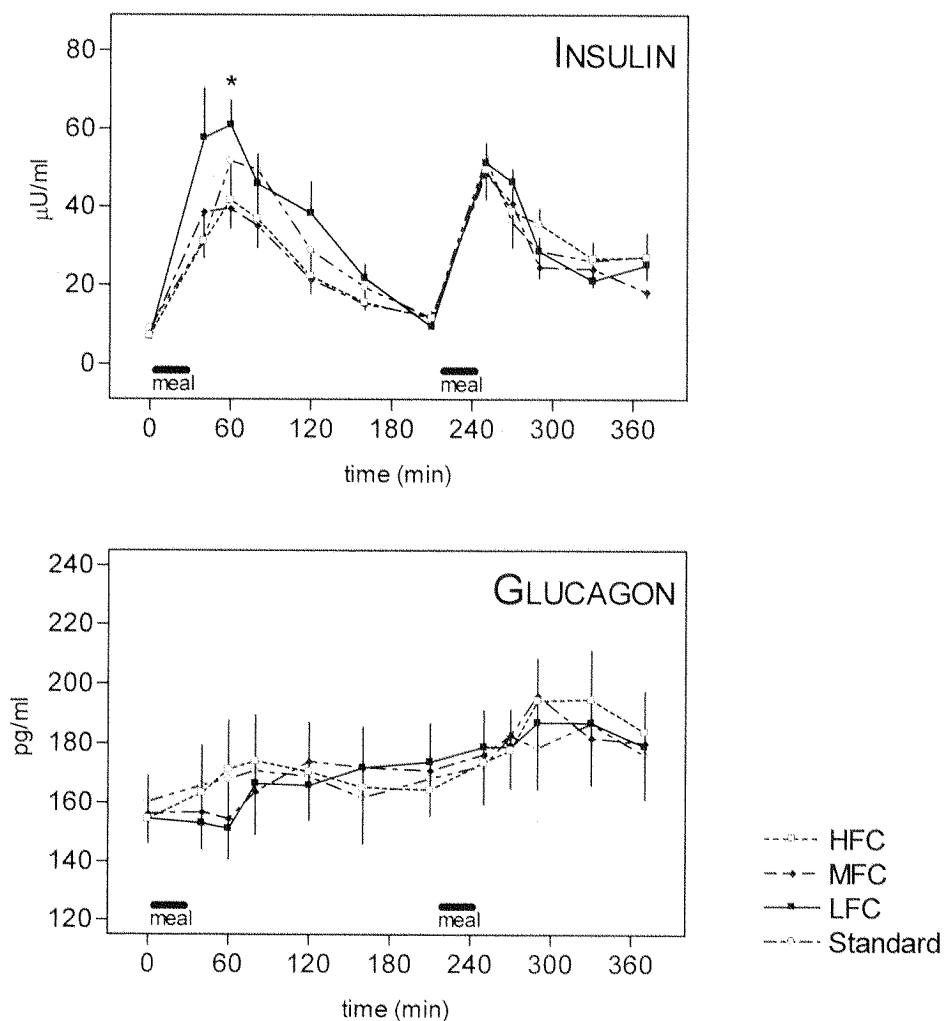 INSULIN
80
*
60
μU/ml
40
20
0
meal
meal
0 60 120 180 240 300 360
time (min)
240
GLUCAGON
220
200
pg/ml
180
160
140
120
meal
meal
0 60 120 180 240 300 360
time (min)
HFC
MFC
LFC
Standard